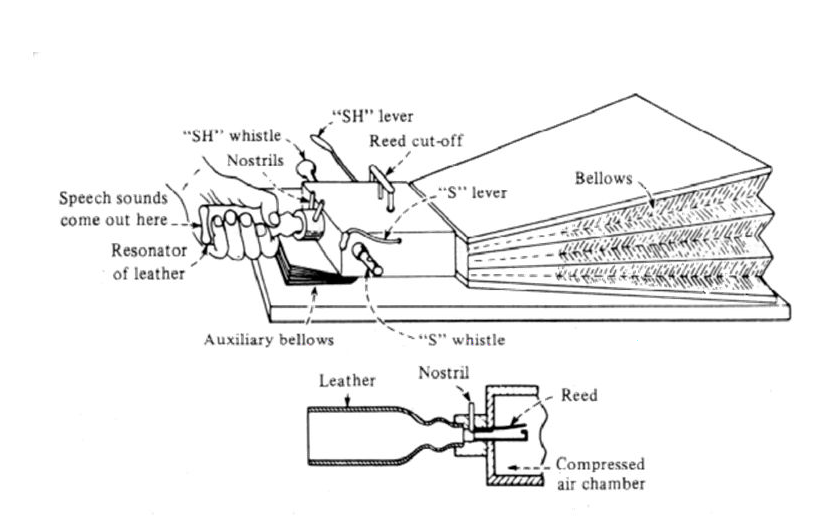 "SH" lever
"SH" whistle
Reed cut-off
Nostrils
Bellows
"S" lever
Speech sounds
come out here
Resonator
of leather
Auxiliary bellows
"S" whistle
Leather
Nostril
Reed
Compressed
air chamber